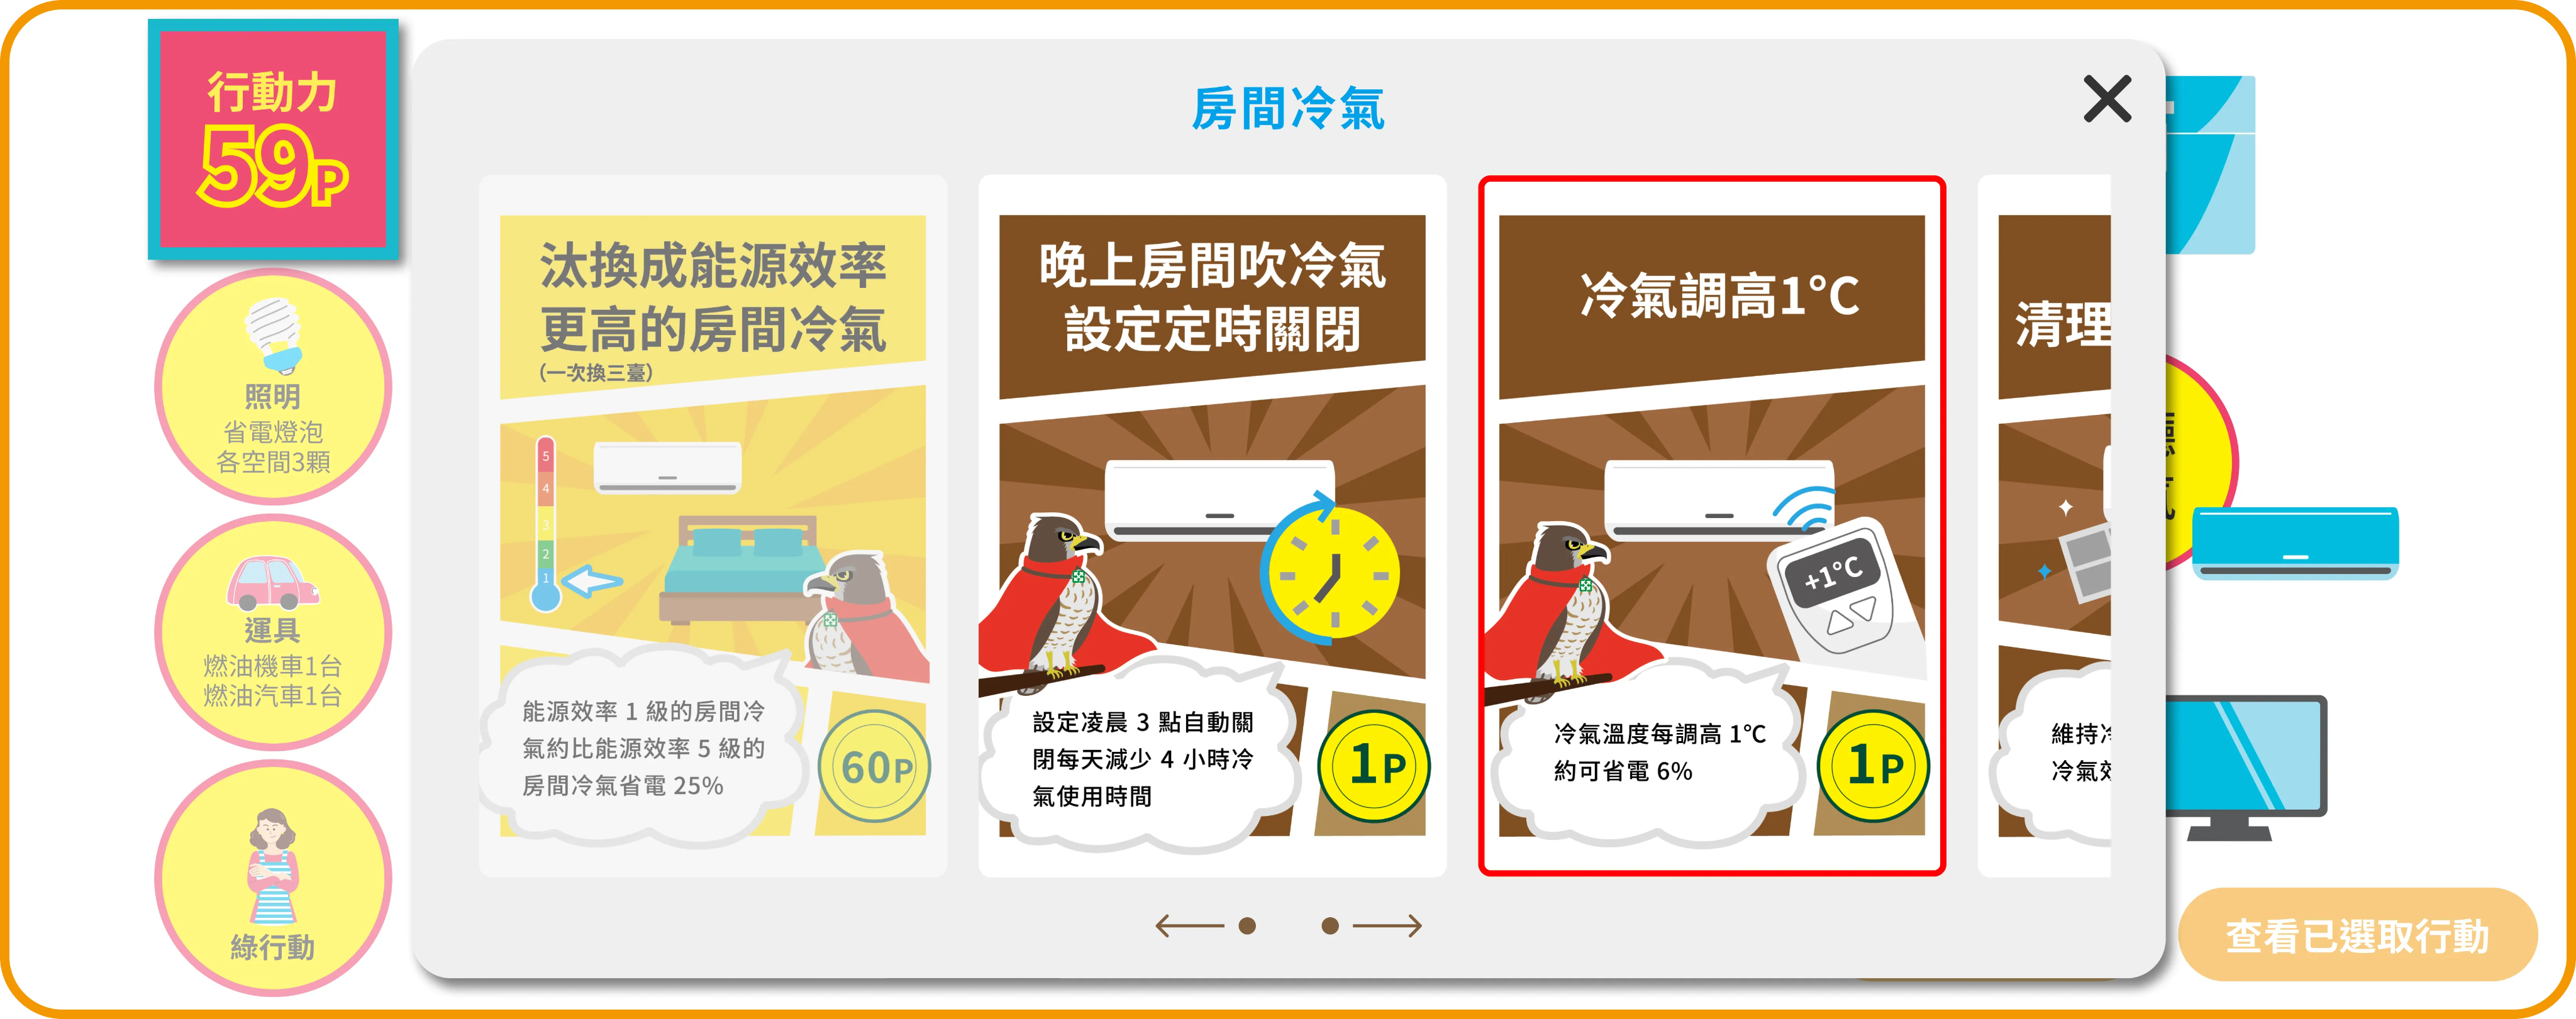 行動力
59P
照明
省電燈泡
各空間3顆
運具
燃油機車1台
燃油汽車1台
綠行動
房間冷氣
汰換成能源效率
更高的房間冷氣
(一次換三臺)
5
4
3
2
1
能源效率 1 級的房間冷
氣約比能源效率 5 級的
房間冷氣省電 25%
60P
晚上房間吹冷氣
設定定時關閉
設定凌晨 3 點自動關
閉每天減少 4 小時冷
氣使用時間
1P
冷氣調高1°C
+1°C
冷氣溫度每調高 1°C
約可省電 6%
1P
清理
維持
查看已選取行動